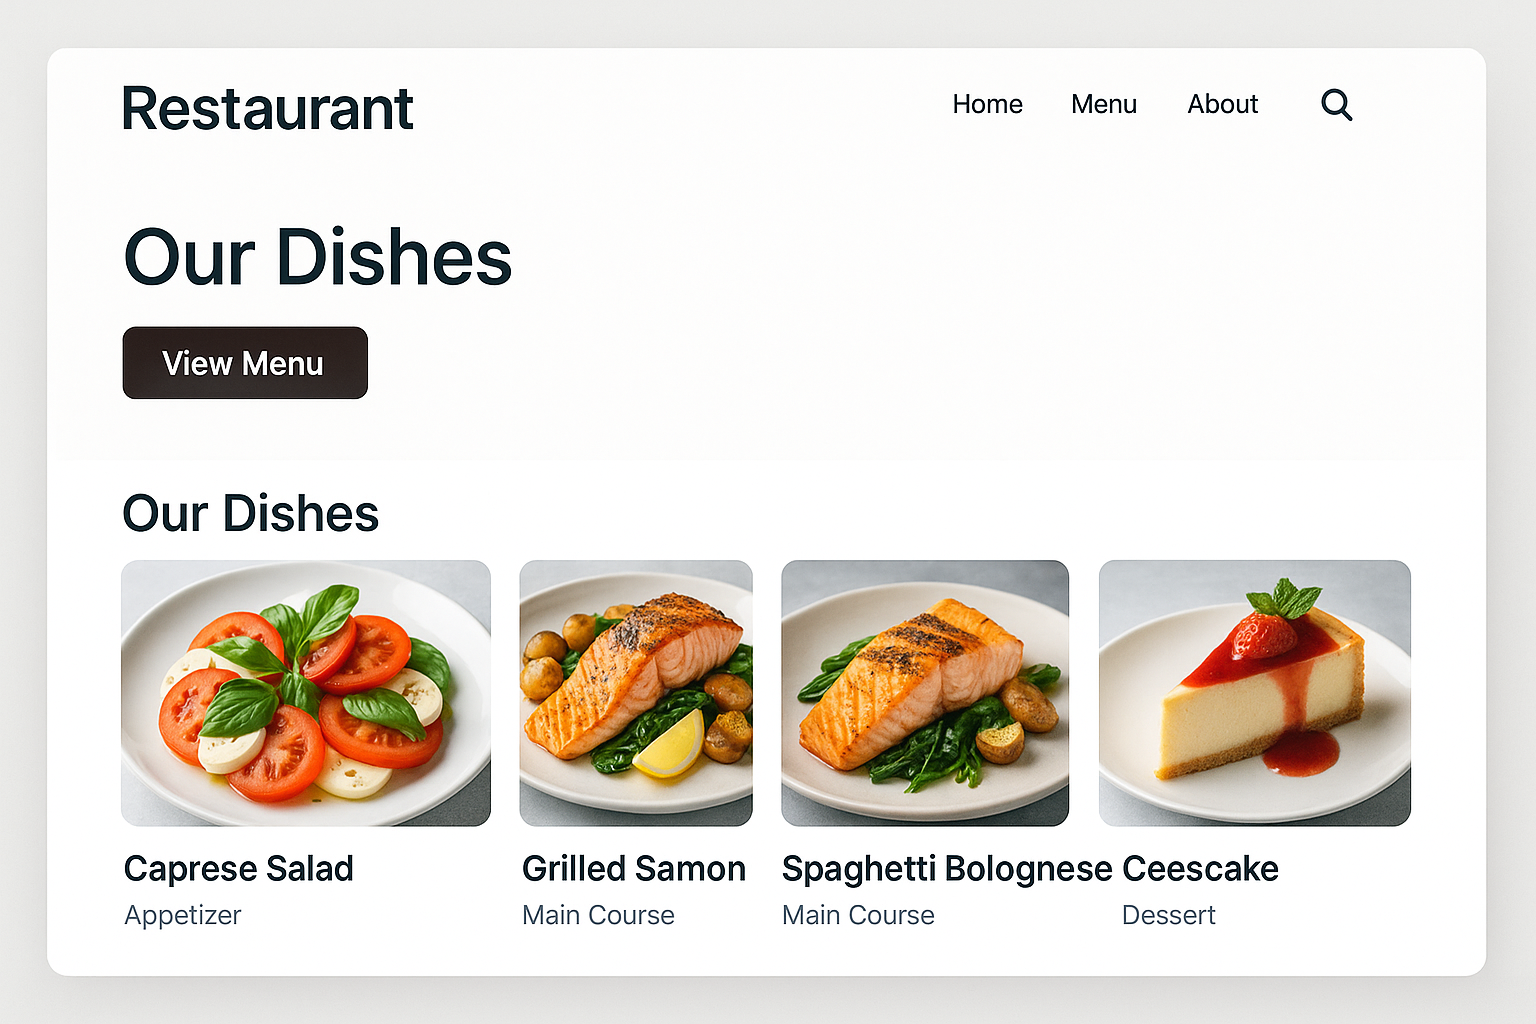 Restaurant
Home Menu About
Our Dishes
View Menu
Our Dishes
Caprese Salad
Appetizer
Grilled Samon
Main Course
Spaghetti Bolognese
Main Course
Ceescake
Dessert